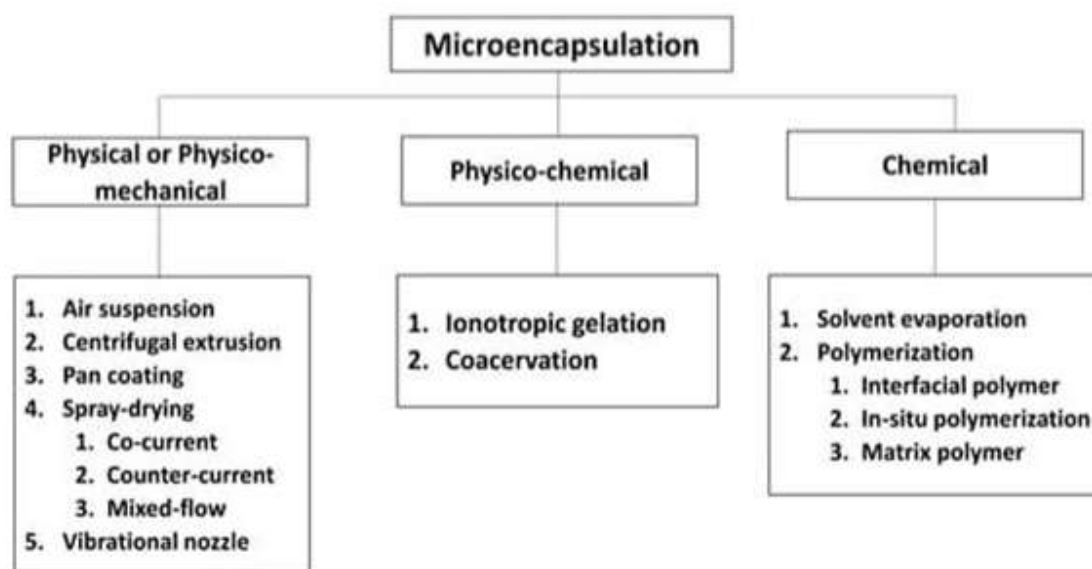 Microencapsulation
Physical or Physico-
mechanical
Physico-chemical
Chemical
1. Air suspension
2. Centrifugal extrusion
3. Pan coating
4. Spray-drying
1. Co-current
2. Counter-current
3. Mixed-flow
5. Vibrational nozzle
1. Ionotropic gelation
2. Coacervation
1. Solvent evaporation
2. Polymerization
1. Interfacial polymer
2. In-situ polymerization
3. Matrix polymer